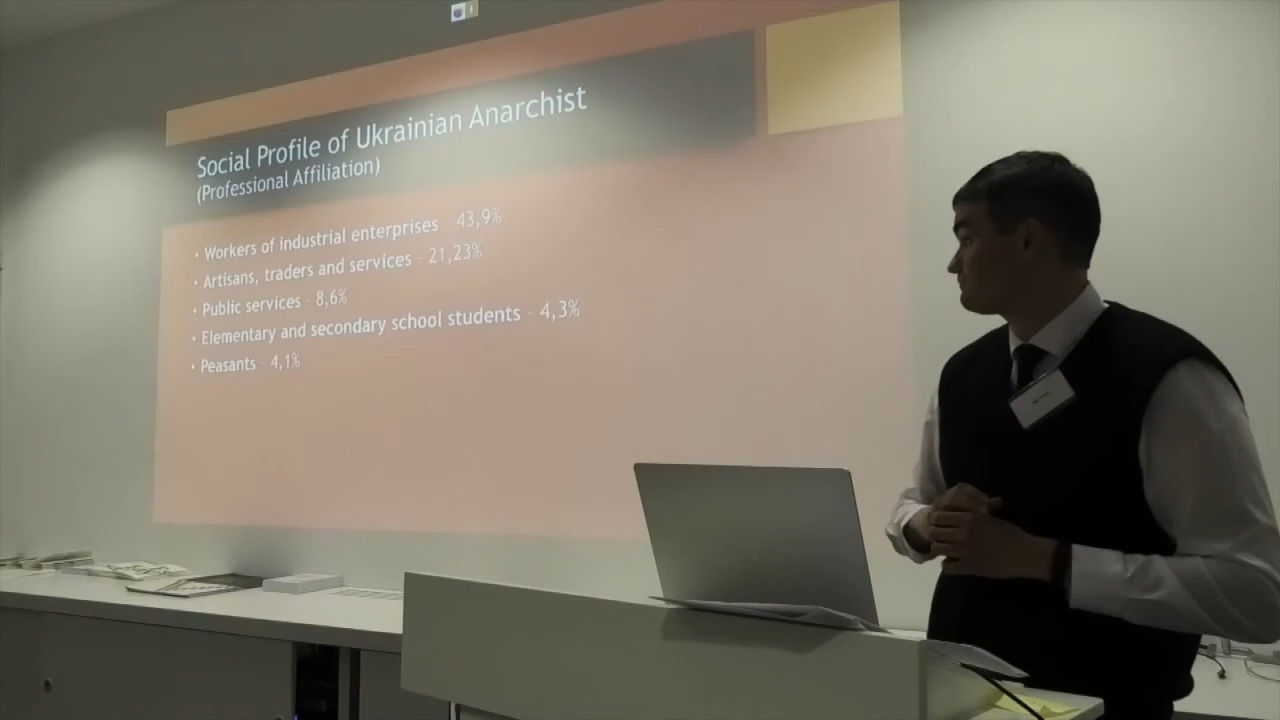 Social Profile of Ukrainian Anarchist
(Professional Affiliation)
• Workers of industrial enterprises – 43,9%
• Artisans, traders and services – 21,23%
• Public services – 8,6%
• Elementary and secondary school students – 4,3%
• Peasants – 4,1%